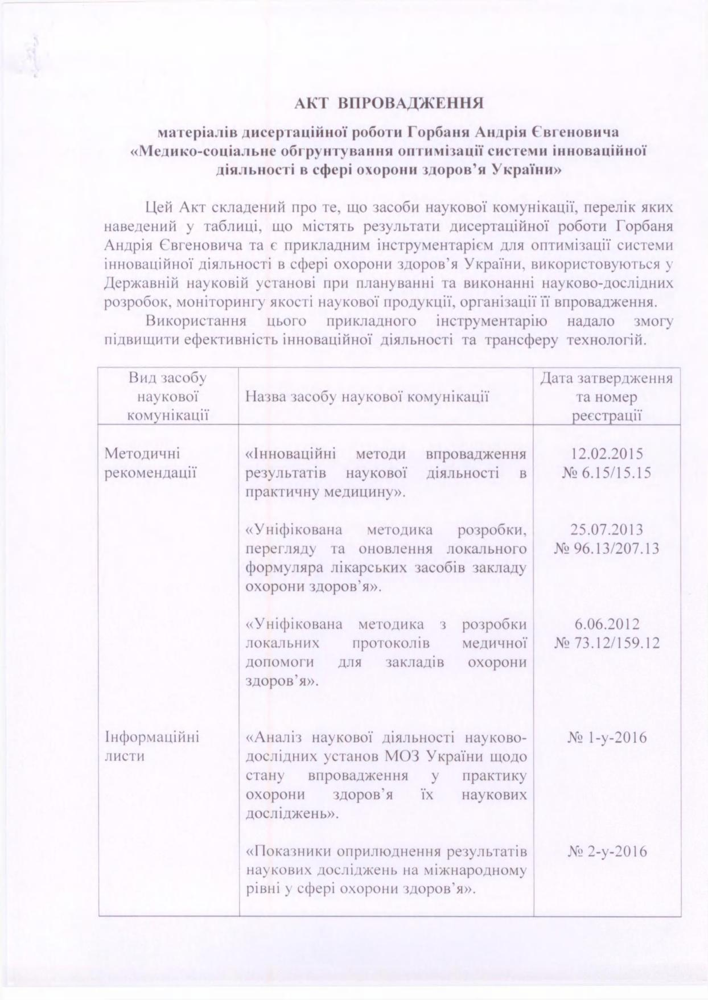 АКТ ВПРОВАДЖЕННЯ
матеріалів дисертаційної роботи Горбаня Андрія Євгеновича
«Медико-соціальне обгрунтування оптимізації системи інноваційної
діяльності в сфері охорони здоров’я України»
Цей Акт складений про те, що засоби наукової комунікації, перелік яких
наведений у таблиці, що містять результати дисертаційної роботи Горбаня
Андрія Євгеновича та є прикладним інструментарієм для оптимізації системи
інноваційної діяльності в сфері охорони здоров’я України, використовуються у
Державній науковій установі при плануванні та виконанні науково-дослідних
розробок, моніторингу якості наукової продукції, організації її впровадження.
Використання цього прикладного інструментарію надало змогу
підвищити ефективність інноваційної діяльності та трансферу технологій.
Вид засобу
наукової
комунікації
Назва засобу наукової комунікації
Дата затвердження
та номер
реєстрації
Методичні
рекомендації
«Інноваційні методи впровадження
результатів наукової діяльності в
практичну медицину».
12.02.2015
№ 6.15/15.15
«Уніфікована методика розробки,
перегляду та оновлення локального
формуляра лікарських засобів закладу
охорони здоров’я».
25.07.2013
№ 96.13/207.13
«Уніфікована методика з розробки
локальних протоколів медичної
допомоги для закладів охорони
здоров’я».
6.06.2012
№ 73.12/159.12
Інформаційні
листи
«Аналіз наукової діяльності науково-
дослідних установ МОЗ України щодо
стану впровадження у практику
охорони здоров’я їх наукових
досліджень».
№ 1-у-2016
«Показники оприлюднення результатів
наукових досліджень на міжнародному
рівні у сфері охорони здоров’я».
№ 2-у-2016